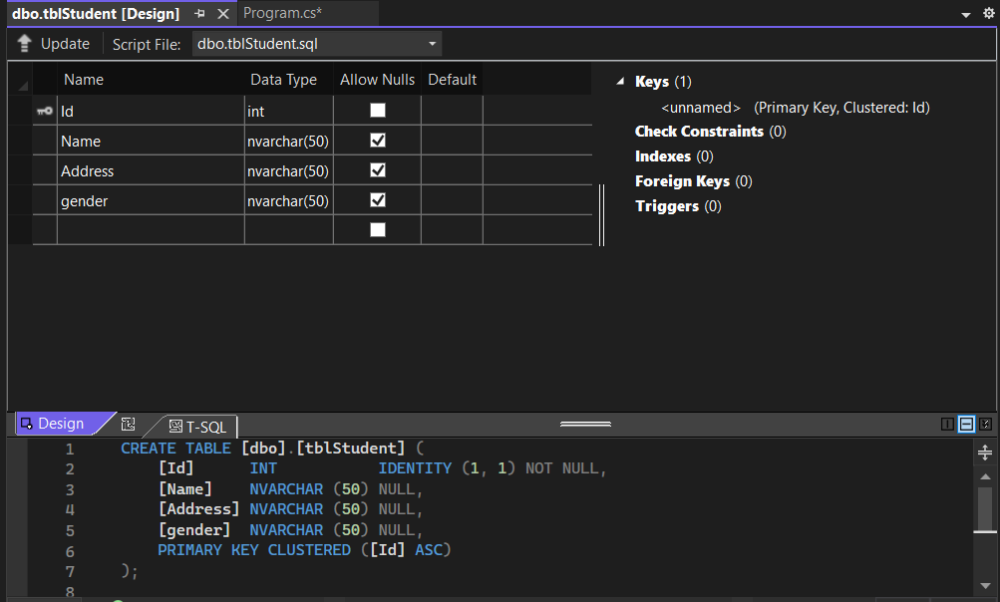 dbo.tblStudent [Design] Program.cs*
Update Script File: dbo.tblStudent.sql
Name Data Type Allow Nulls Default
Id int
Name nvarchar(50)
Address nvarchar(50)
gender nvarchar(50)
Keys (1)
<unnamed> (Primary Key, Clustered: Id)
Check Constraints (0)
Indexes (0)
Foreign Keys (0)
Triggers (0)
Design T-SQL
1 CREATE TABLE [dbo].[tblStudent] (
2 [Id] INT IDENTITY (1, 1) NOT NULL,
3 [Name] NVARCHAR (50) NULL,
4 [Address] NVARCHAR (50) NULL,
5 [gender] NVARCHAR (50) NULL,
6 PRIMARY KEY CLUSTERED ([Id] ASC)
7 );
8